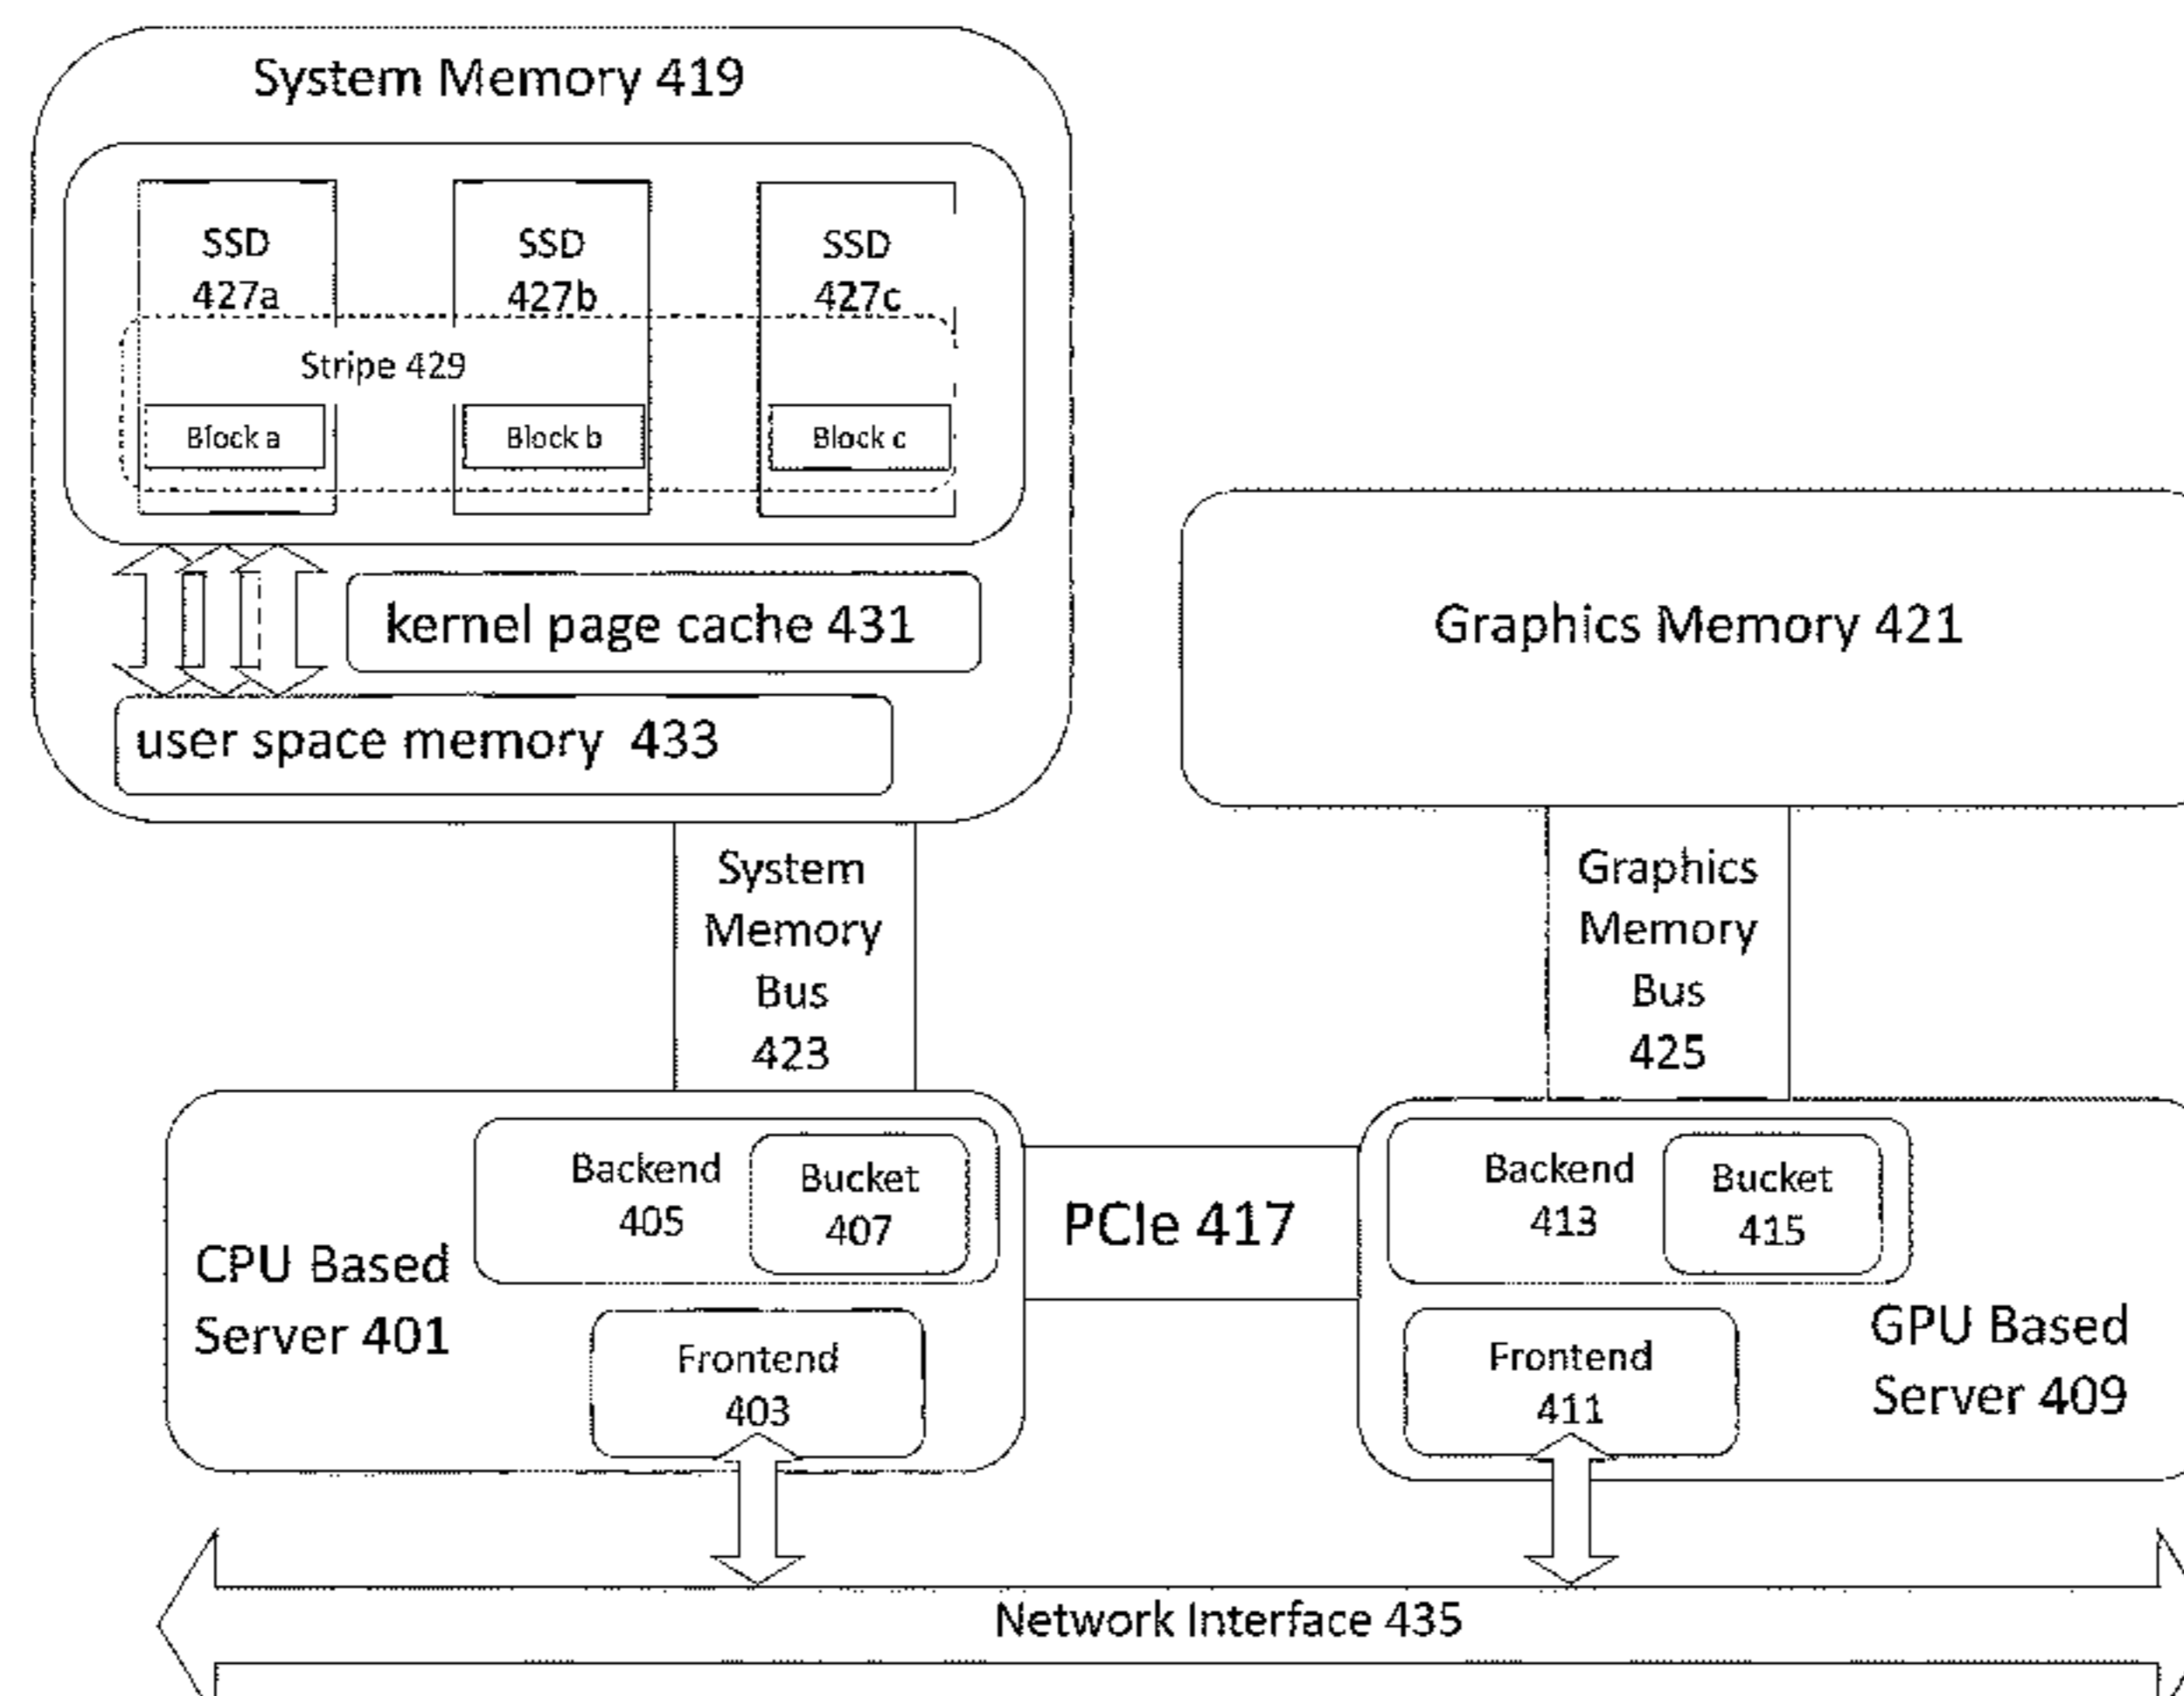 System Memory 419
SSD
427a
SSD
427b
SSD
427c
Stripe 429
Block a
Block b
Block c
kernel page cache 431
user space memory 433
Graphics Memory 421
System
Memory
Bus
423
Graphics
Memory
Bus
425
CPU Based
Server 401
Backend
405
Bucket
407
Frontend
403
PCIe 417
Backend
413
Bucket
415
Frontend
411
GPU Based
Server 409
Network Interface 435